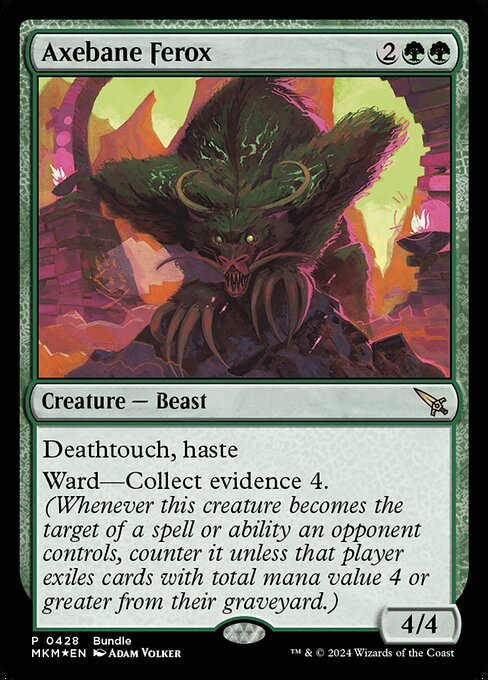 Axebane Ferox 2
Creature — Beast
Deathtouch, haste
Ward—Collect evidence 4.
(Whenever this creature becomes the
target of a spell or ability an opponent
controls, counter it unless that player
exiles cards with total mana value 4 or
greater from their graveyard.)
4/4
P 0428 Bundle
MKM★EN Adam Volker
™ & © 2024 Wizards of the Coast